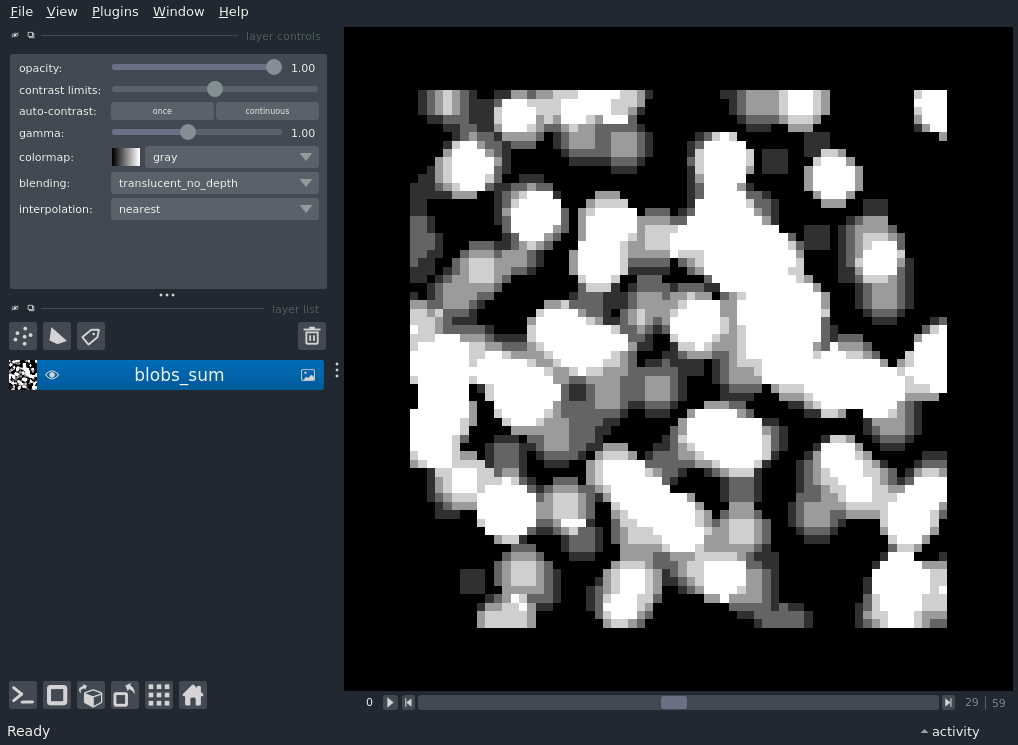 File View Plugins Window Help
layer controls
opacity: 1.00
contrast limits:
auto-contrast: once continuous
gamma: 1.00
colormap: gray
blending: translucent_no_depth
interpolation: nearest
layer list
blobs_sum
0 29 59
Ready activity